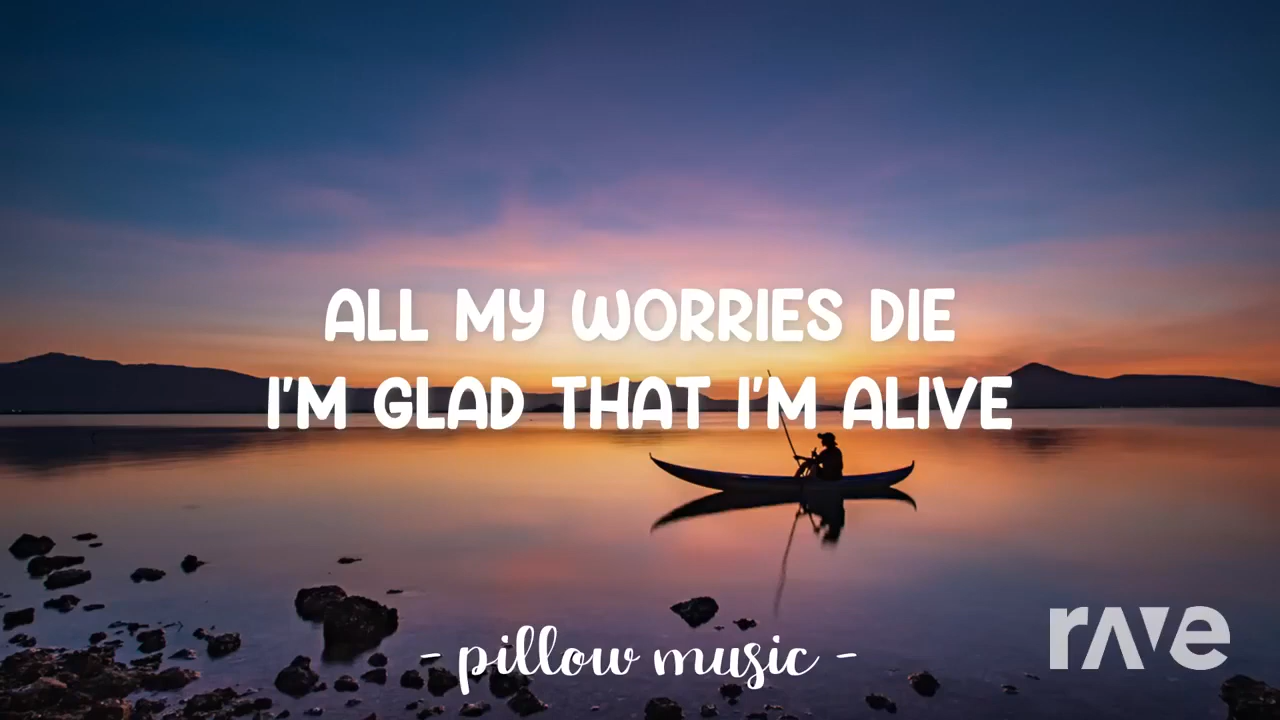 ALL MY WORRIES DIE
I'M GLAD THAT I'M ALIVE
- pillow music -
rave